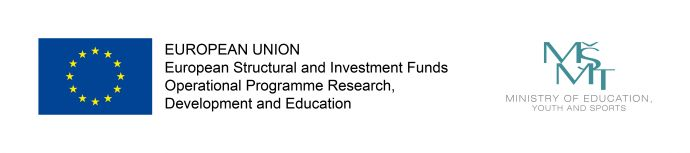 EUROPEAN UNION
European Structural and Investment Funds
Operational Programme Research,
Development and Education
MŠ
MT
MINISTRY OF EDUCATION,
YOUTH AND SPORTS